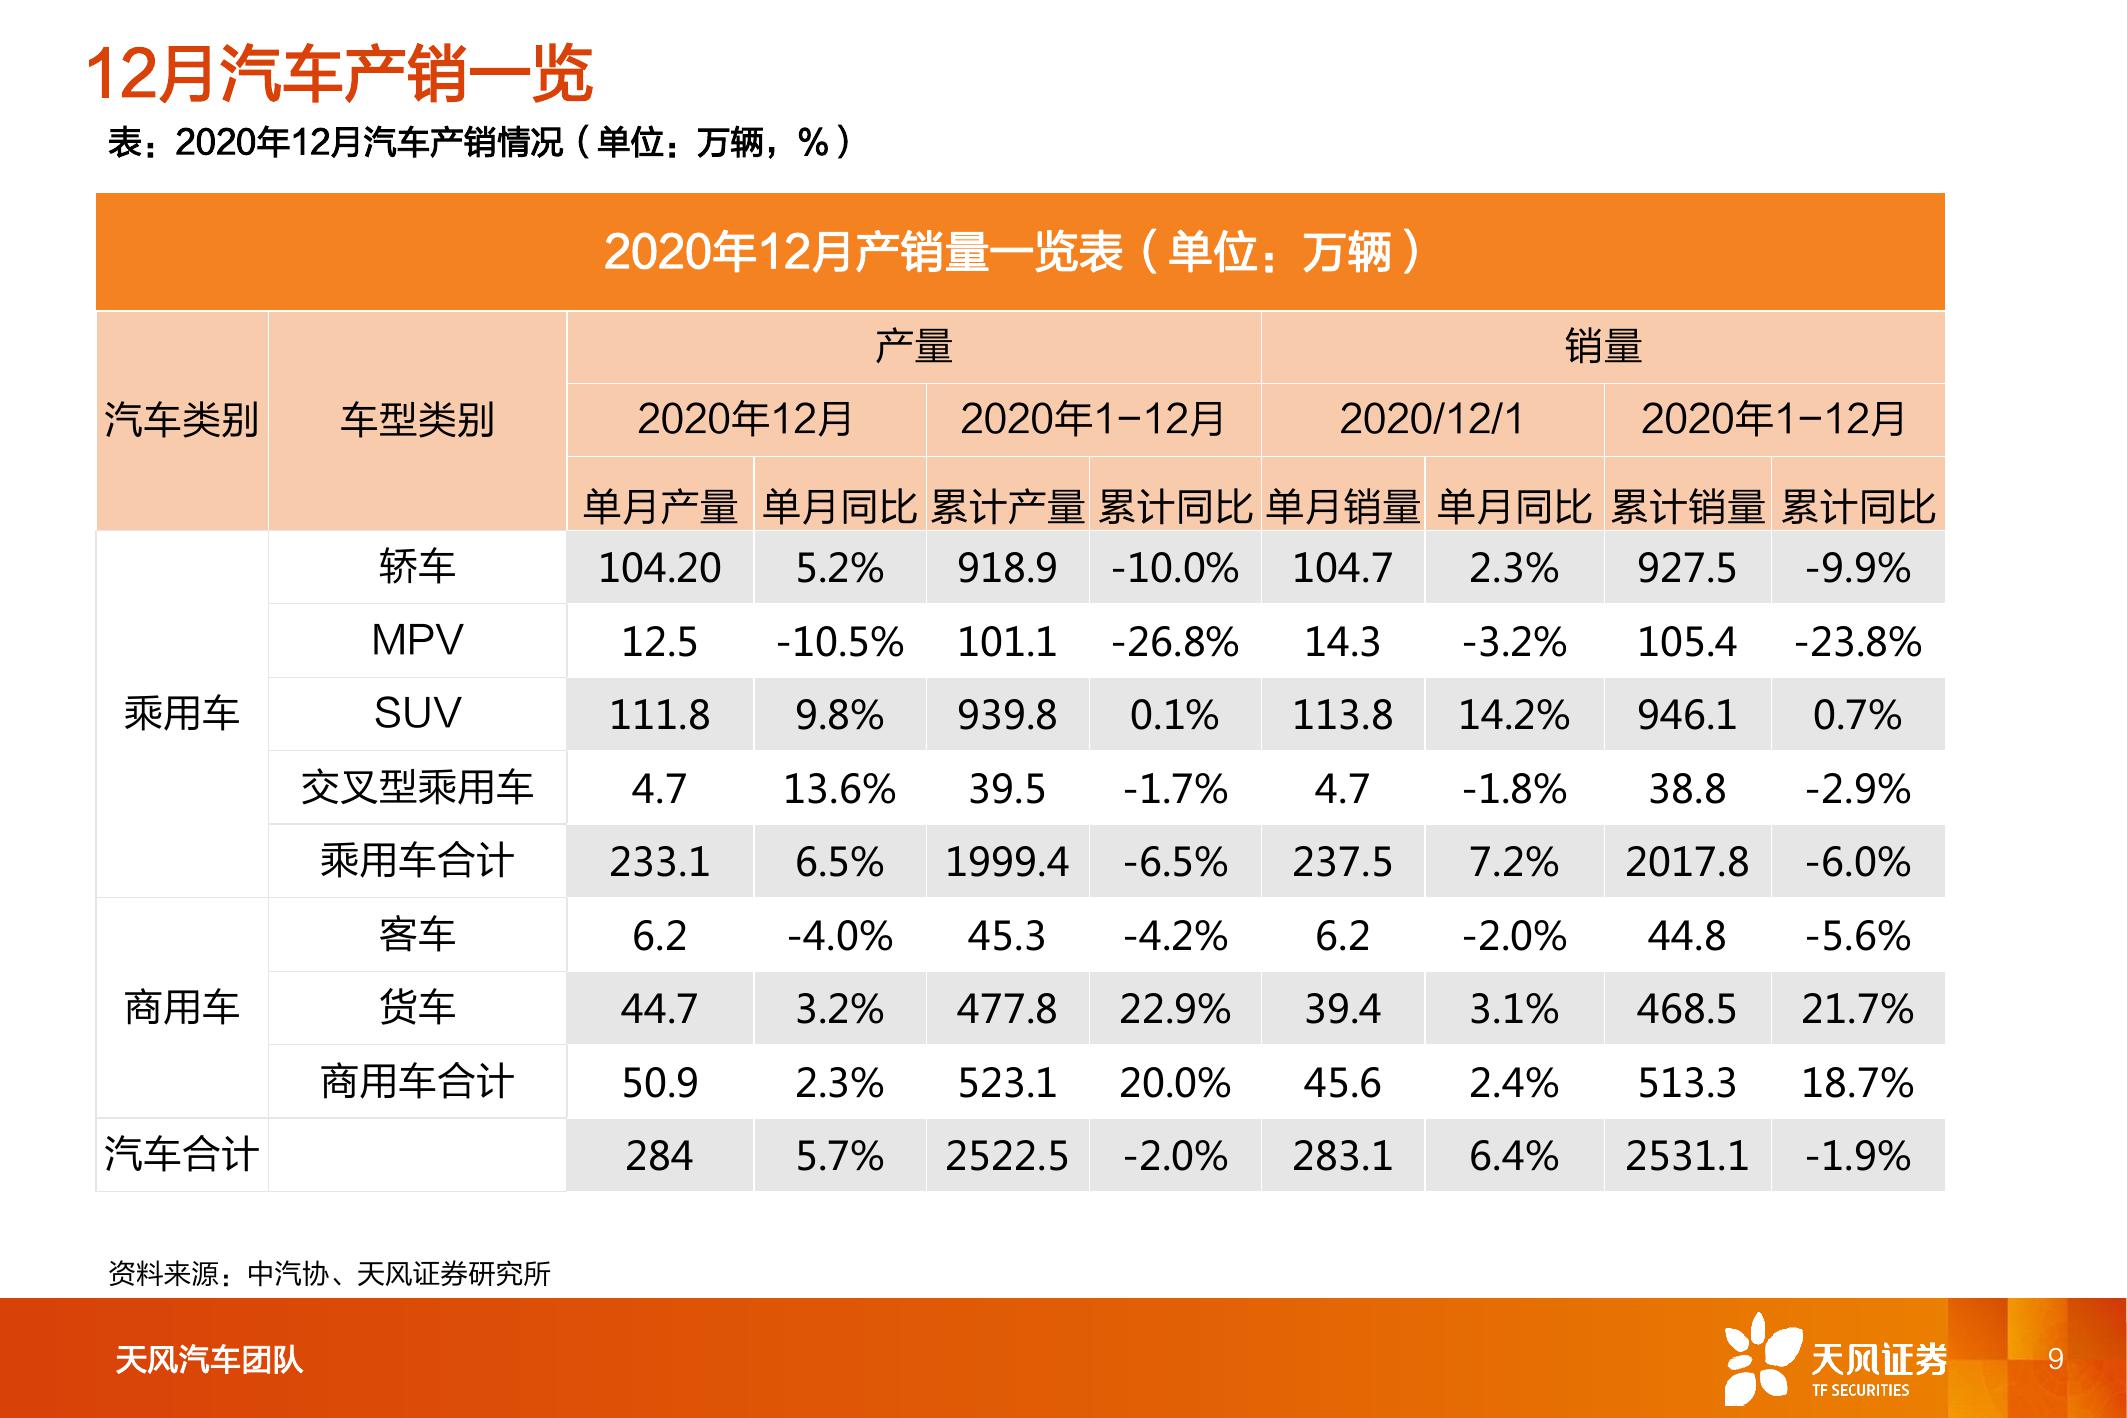 12月汽车产销一览
表：2020年12月汽车产销情况（单位：万辆，%）
2020年12月产销量一览表（单位：万辆）
汽车类别 车型类别 产量 销量
2020年12月 2020年1-12月 2020/12/1 2020年1-12月
单月产量 单月同比 累计产量 累计同比 单月销量 单月同比 累计销量 累计同比
乘用车 轿车 104.20 5.2% 918.9 -10.0% 104.7 2.3% 927.5 -9.9%
MPV 12.5 -10.5% 101.1 -26.8% 14.3 -3.2% 105.4 -23.8%
SUV 111.8 9.8% 939.8 0.1% 113.8 14.2% 946.1 0.7%
交叉型乘用车 4.7 13.6% 39.5 -1.7% 4.7 -1.8% 38.8 -2.9%
乘用车合计 233.1 6.5% 1999.4 -6.5% 237.5 7.2% 2017.8 -6.0%
商用车 客车 6.2 -4.0% 45.3 -4.2% 6.2 -2.0% 44.8 -5.6%
货车 44.7 3.2% 477.8 22.9% 39.4 3.1% 468.5 21.7%
商用车合计 50.9 2.3% 523.1 20.0% 45.6 2.4% 513.3 18.7%
汽车合计 284 5.7% 2522.5 -2.0% 283.1 6.4% 2531.1 -1.9%
资料来源：中汽协、天风证券研究所
天风汽车团队
天风证券
TF SECURITIES
9